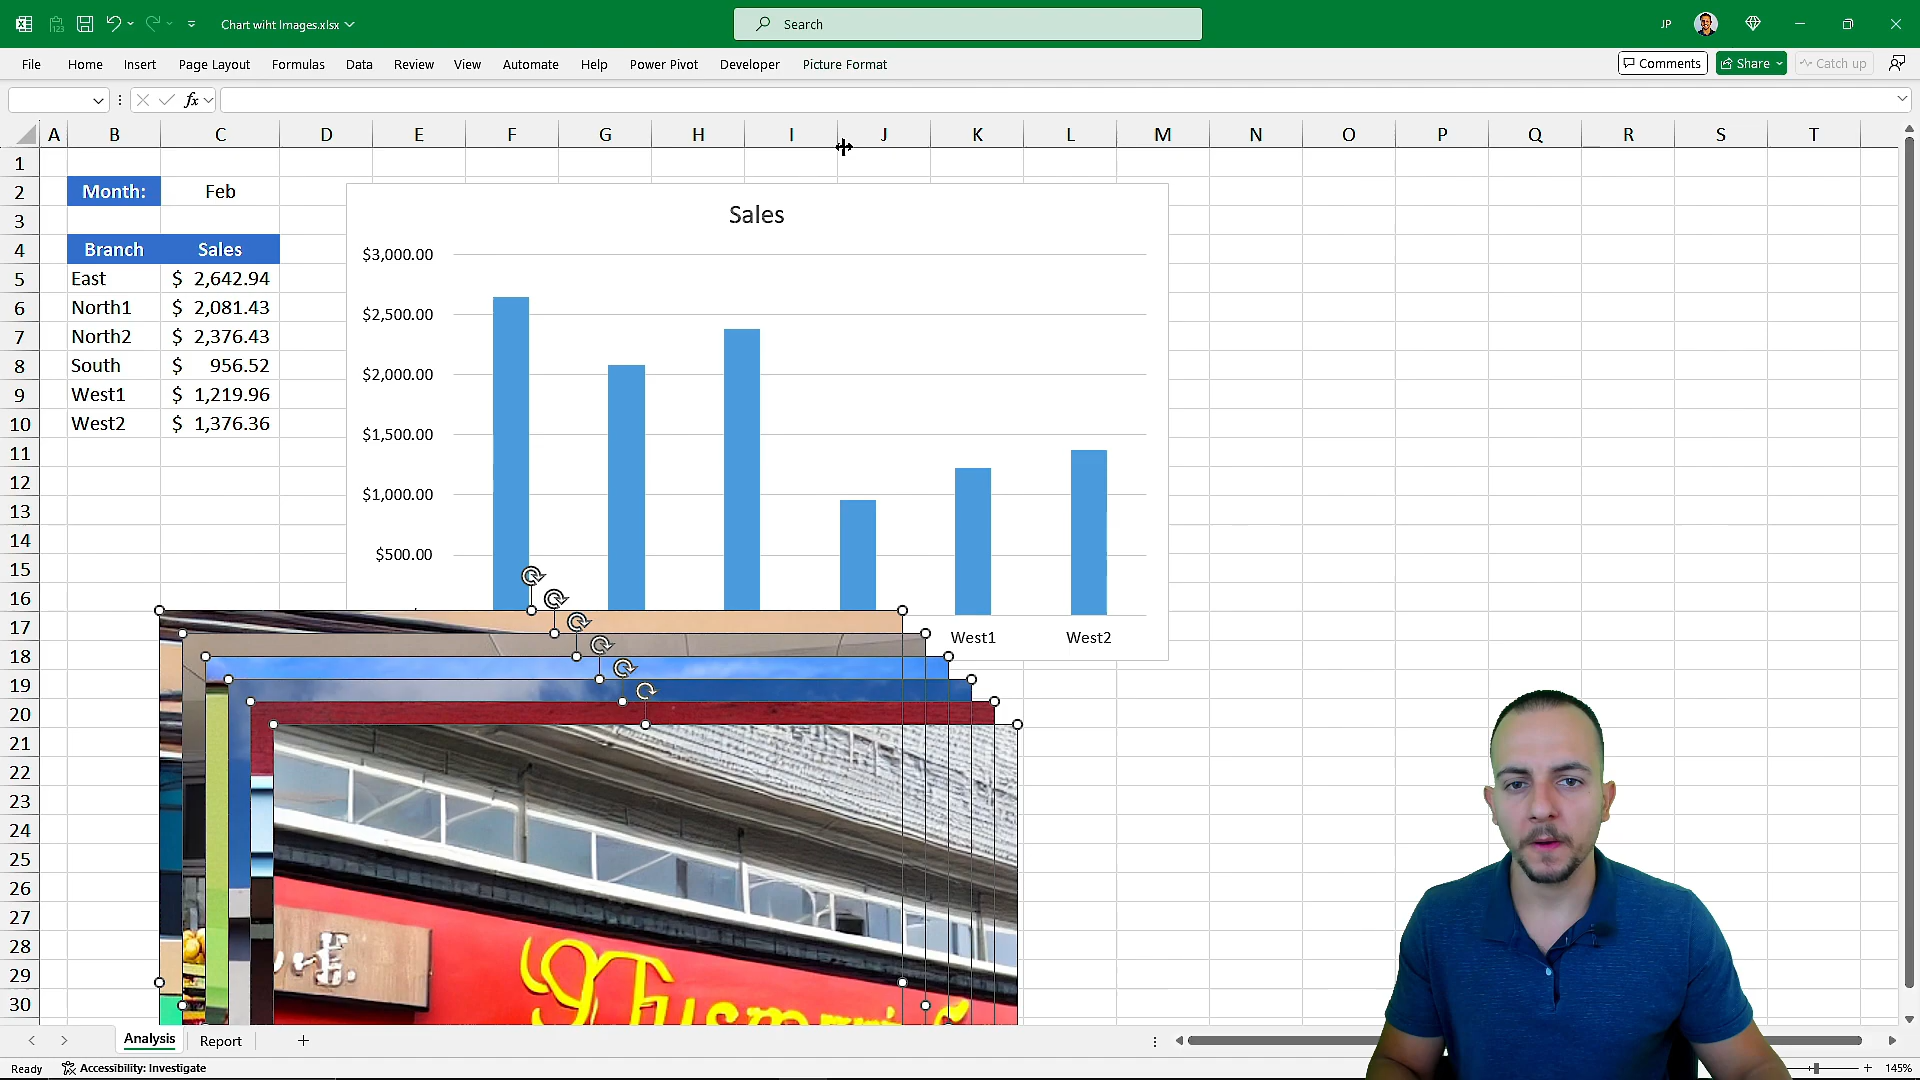 Chart wiht Images.xlsx
Search
JP
File Home Insert Page Layout Formulas Data Review View Automate Help Power Pivot Developer Picture Format
Comments Share Catch up
fx
A B C D E F G H I J K L M N O P Q R S T
1
2 Month: Feb
3
4 Branch Sales
5 East $ 2,642.94
6 North1 $ 2,081.43
7 North2 $ 2,376.43
8 South $ 956.52
9 West1 $ 1,219.96
10 West2 $ 1,376.36
11
12
13
14
15
16
17
18
19
20
21
22
23
24
25
26
27
28
29
30
Sales
$3,000.00
$2,500.00
$2,000.00
$1,500.00
$1,000.00
$500.00
West1 West2
Analysis Report
Ready Accessibility: Investigate 145%